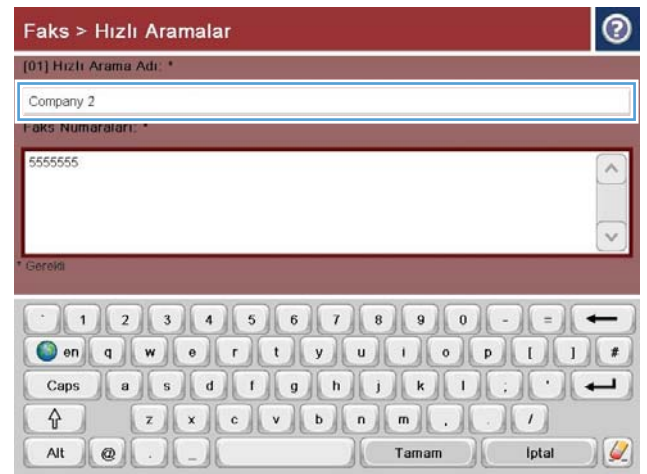 Faks > Hızlı Aramalar ?
[01] Hızlı Arama Adı: *
Company 2
Faks Numaraları: *
5555555
* Gerekli
` 1 2 3 4 5 6 7 8 9 0 - =
en q w e r t y u i o p [ ] #
Caps a s d f g h j k l ; '
z x c v b n m , . /
Alt @ . _ Tamam İptal